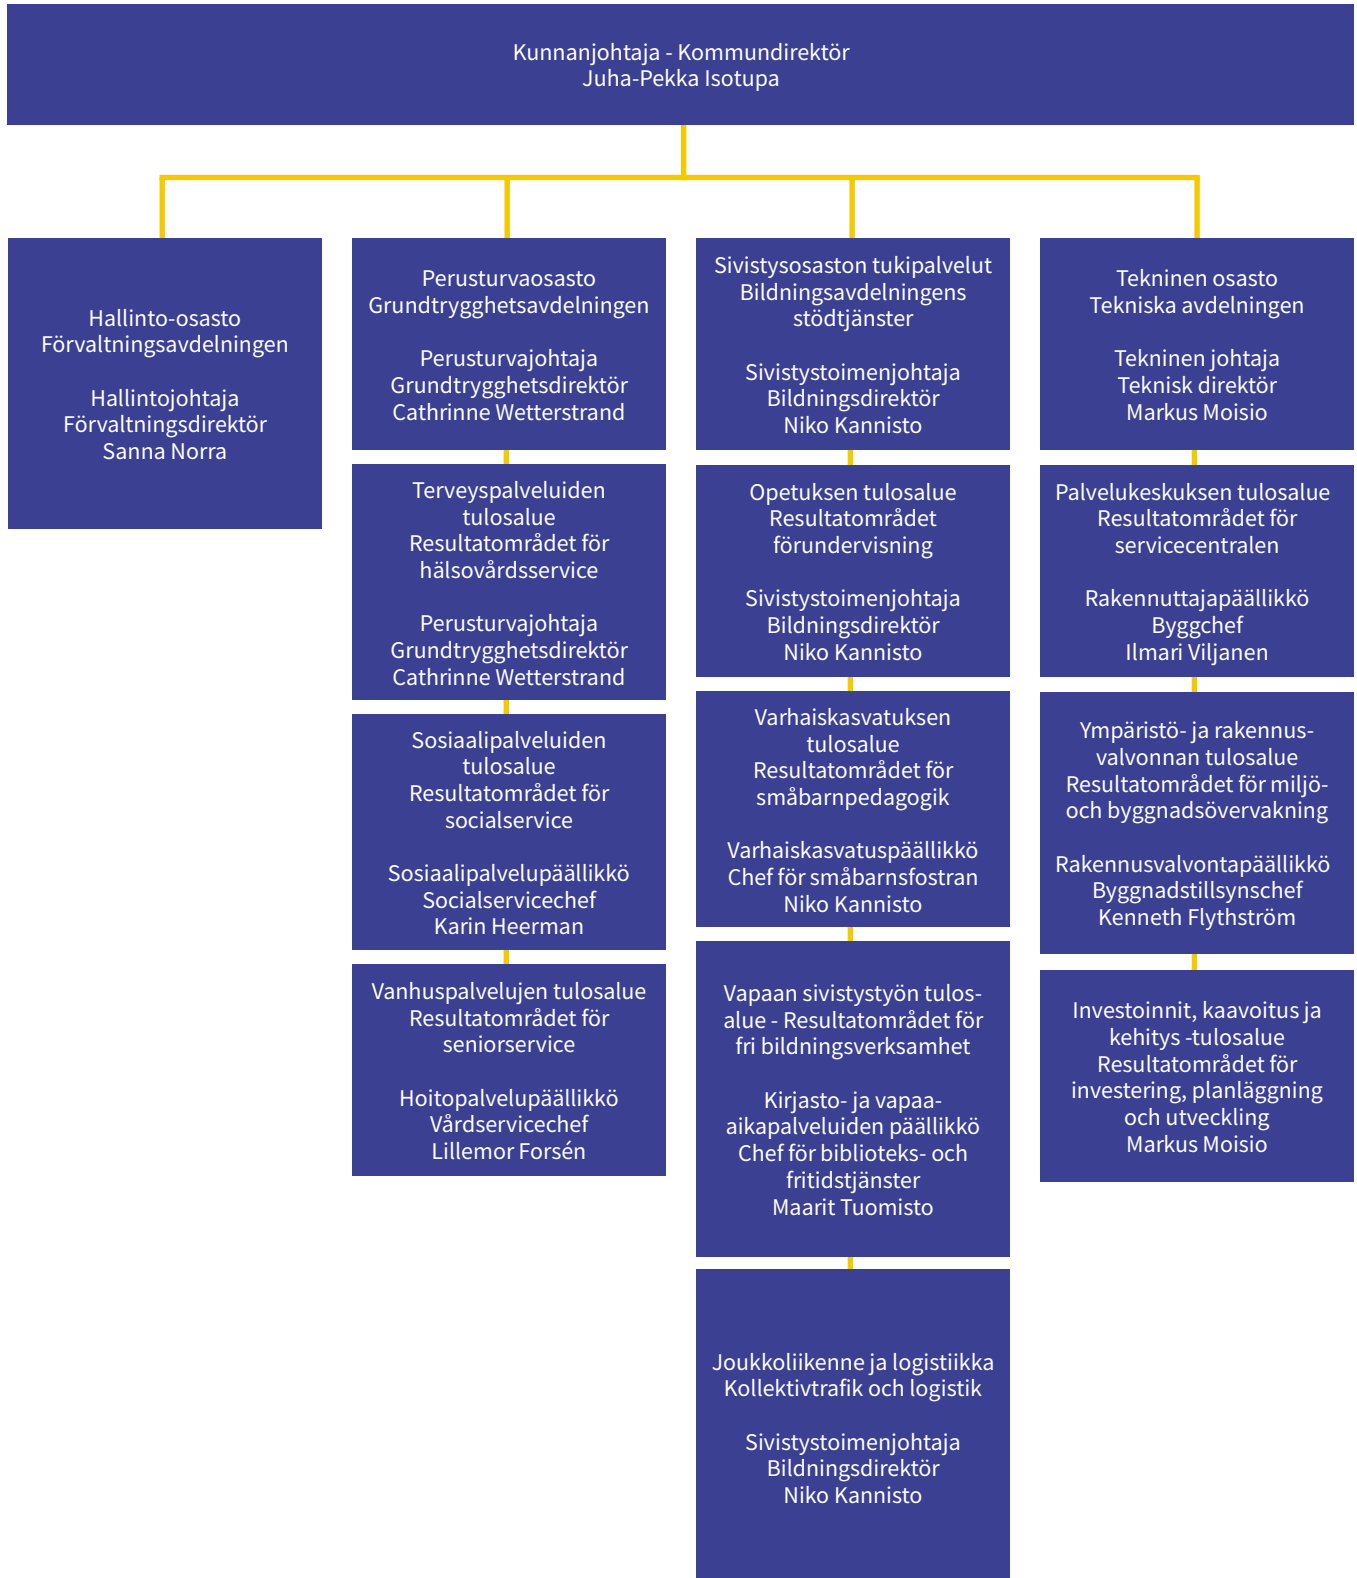 Kunnanjohtaja - Kommundirektör
Juha-Pekka Isotupa
Hallinto-osasto
Förvaltningsavdelningen
Hallintojohtaja
Förvaltningsdirektör
Sanna Norra
Perusturvaosasto
Grundtrygghetsavdelningen
Perusturvajohtaja
Grundtrygghetsdirektör
Cathrinne Wetterstrand
Terveyspalveluiden
tulosalue
Resultatområdet för
hälsovårdsservice
Perusturvajohtaja
Grundtrygghetsdirektör
Cathrinne Wetterstrand
Sosiaalipalveluiden
tulosalue
Resultatområdet för
socialservice
Sosiaalipalvelupäällikkö
Socialservicechef
Karin Heerman
Vanhuspalvelujen tulosalue
Resultatområdet för
seniorservice
Hoitopalvelupäällikkö
Vårdservicechef
Lillemor Forsén
Sivistysosaston tukipalvelut
Bildningsavdelningens
stödtjänster
Sivistystoimenjohtaja
Bildningsdirektör
Niko Kannisto
Opetuksen tulosalue
Resultatområdet
förundervisning
Sivistystoimenjohtaja
Bildningsdirektör
Niko Kannisto
Varhaiskasvatuksen
tulosalue
Resultatområdet för
småbarnpedagogik
Varhaiskasvatuspäällikkö
Chef för småbarnsfostran
Niko Kannisto
Vapaan sivistystyön tulos-
alue - Resultatområdet för
fri bildningsverksamhet
Kirjasto- ja vapaa-
aikapalveluiden päällikkö
Chef för biblioteks- och
fritidstjänster
Maarit Tuomisto
Joukkoliikenne ja logistiikka
Kollektivtrafik och logistik
Sivistystoimenjohtaja
Bildningsdirektör
Niko Kannisto
Tekninen osasto
Tekniska avdelningen
Tekninen johtaja
Teknisk direktör
Markus Moisio
Palvelukeskuksen tulosalue
Resultatområdet för
servicecentralen
Rakennuttajapäällikkö
Byggchef
Ilmari Viljanen
Ympäristö- ja rakennus-
valvonnan tulosalue
Resultatområdet för miljö-
och byggnadsövervakning
Rakennusvalvontapäällikkö
Byggnadstillsynschef
Kenneth Flythström
Investoinnit, kaavoitus ja
kehitys -tulosalue
Resultatområdet för
investering, planläggning
och utveckling
Markus Moisio